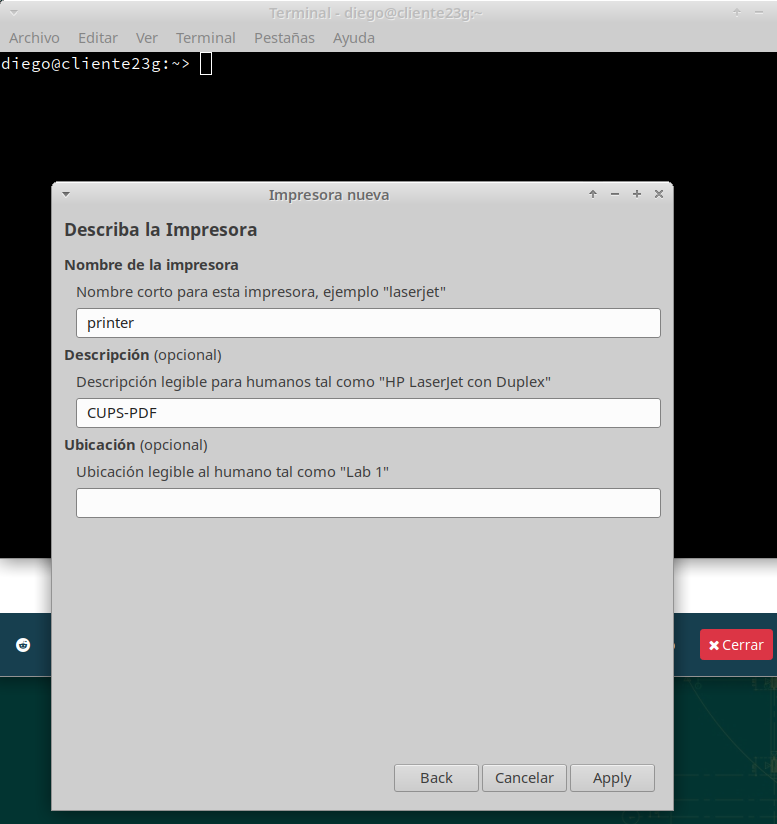 Terminal - diego@cliente23g:~
Archivo Editar Ver Terminal Pestañas Ayuda
diego@cliente23g:~>
Impresora nueva
Describa la Impresora
Nombre de la impresora
Nombre corto para esta impresora, ejemplo "laserjet"
printer
Descripción (opcional)
Descripción legible para humanos tal como "HP LaserJet con Duplex"
CUPS-PDF
Ubicación (opcional)
Ubicación legible al humano tal como "Lab 1"
Cerrar
Back Cancelar Apply